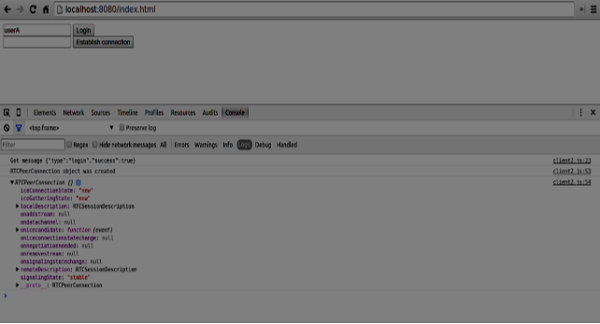 localhost:8080/index.html
userA Login
Establish connection
Elements Network Sources Timeline Profiles Resources Audits Console
<top frame> Preserve log
Filter Regex Hide network messages All Errors Warnings Info Logs Debug Handled
Got message {"type":"login","success":true} client2.js:23
RTCPeerConnection object was created client2.js:53
RTCPeerConnection {} client2.js:54
iceConnectionState: "new"
iceGatheringState: "new"
localDescription: RTCSessionDescription
onaddstream: null
ondatachannel: null
onicecandidate: function (event)
oniceconnectionstatechange: null
onnegotiationneeded: null
onremovestream: null
onsignalingstatechange: null
remoteDescription: RTCSessionDescription
signalingState: "stable"
__proto__: RTCPeerConnection